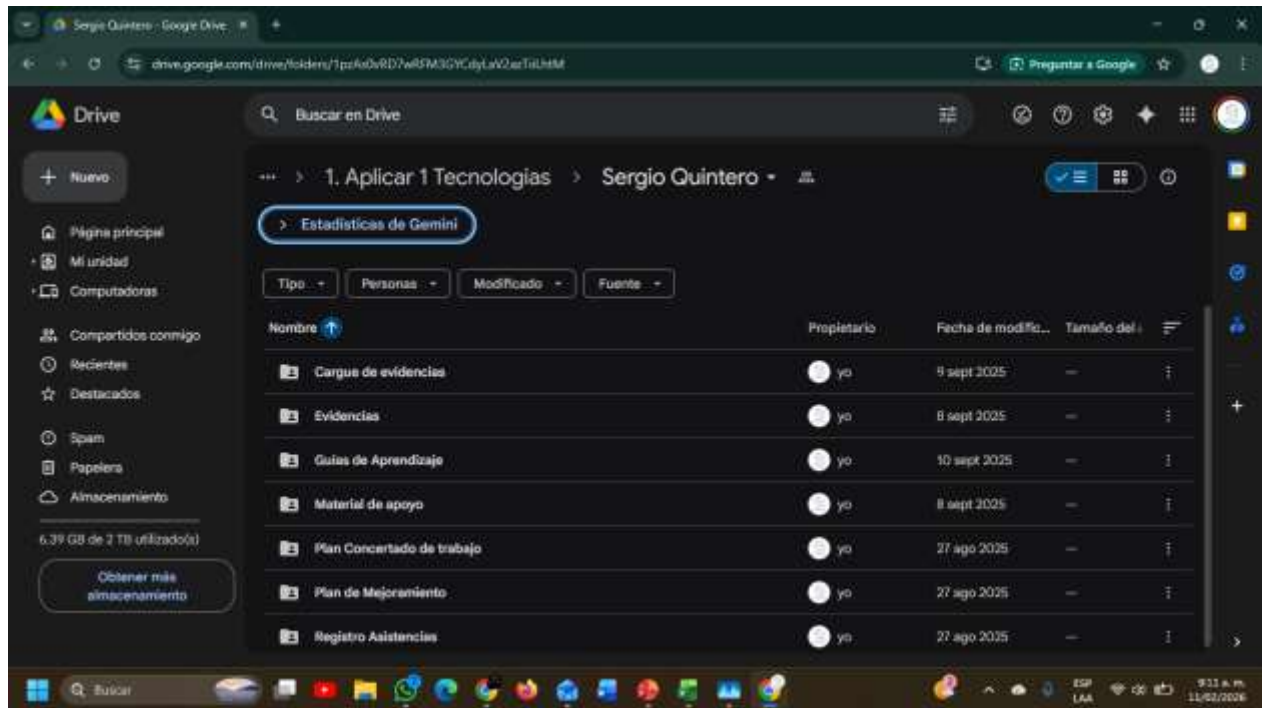 Sergio Quintero - Google Drive
Preguntar a Google
Drive
Buscar en Drive
Nuevo
1. Aplicar 1 Tecnologias > Sergio Quintero
Estadísticas de Gemini
Página principal
Mi unidad
Computadoras
Tipo
Personas
Modificado
Fuente
Nombre
Propietario
Fecha de modific...
Tamaño del
Compartidos conmigo
Recientes
Destacados
Spam
Papelera
Almacenamiento
6.39 GB de 2 TB utilizado(s)
Obtener más
almacenamiento
Cargue de evidencias yo 9 sept 2025 —
Evidencias yo 8 sept 2025 —
Guias de Aprendizaje yo 10 sept 2025 —
Material de apoyo yo 8 sept 2025 —
Plan Concertado de trabajo yo 27 ago 2025 —
Plan de Mejoramiento yo 27 ago 2025 —
Registro Asistencias yo 27 ago 2025 —
Buscar
ESP
LAA
9:11 a. m.
11/02/2026